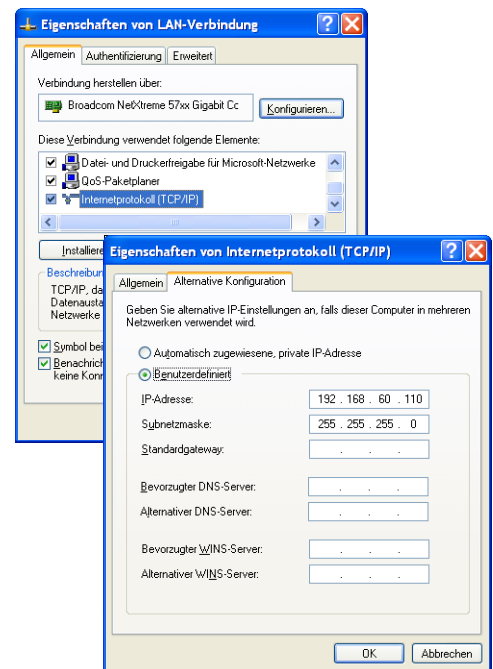 Eigenschaften von LAN-Verbindung
Allgemein Authentifizierung Erweitert
Verbindung herstellen über:
Broadcom NetXtreme 57xx Gigabit Cc
Konfigurieren...
Diese Verbindung verwendet folgende Elemente:
Datei- und Druckerfreigabe für Microsoft-Netzwerke
QoS-Paketplaner
Internetprotokoll (TCP/IP)
Installiere
Beschreibun
TCP/IP, da
Datenausta
Netzwerke
Symbol bei
Benachrich
keine Konn
Eigenschaften von Internetprotokoll (TCP/IP)
Allgemein Alternative Konfiguration
Geben Sie alternative IP-Einstellungen an, falls dieser Computer in mehreren
Netzwerken verwendet wird.
Automatisch zugewiesene, private IP-Adresse
Benutzerdefiniert
IP-Adresse: 192 . 168 . 60 . 110
Subnetzmaske: 255 . 255 . 255 . 0
Standardgateway: . . .
Bevorzugter DNS-Server: . . .
Alternativer DNS-Server: . . .
Bevorzugter WINS-Server: . . .
Alternativer WINS-Server: . . .
OK Abbrechen